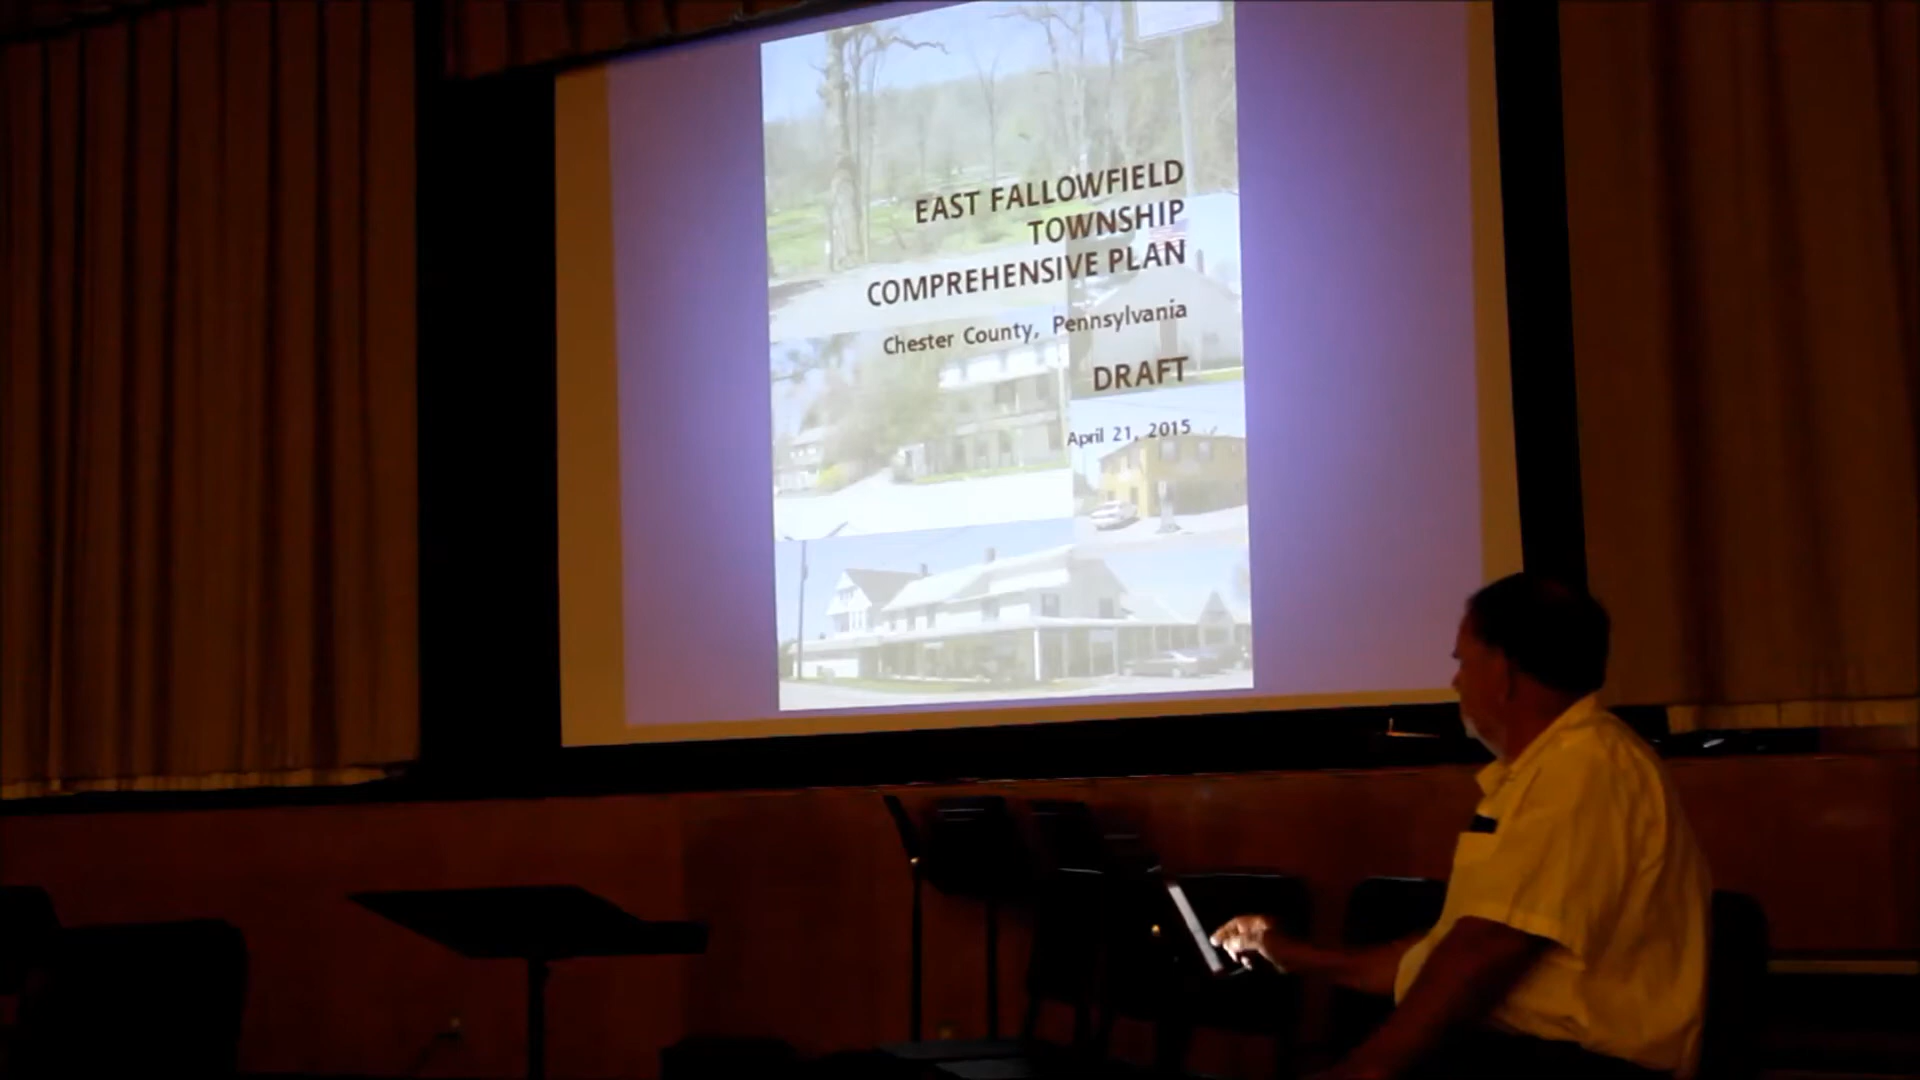 EAST FALLOWFIELD
TOWNSHIP
COMPREHENSIVE PLAN
Chester County, Pennsylvania
DRAFT
April 21, 2015